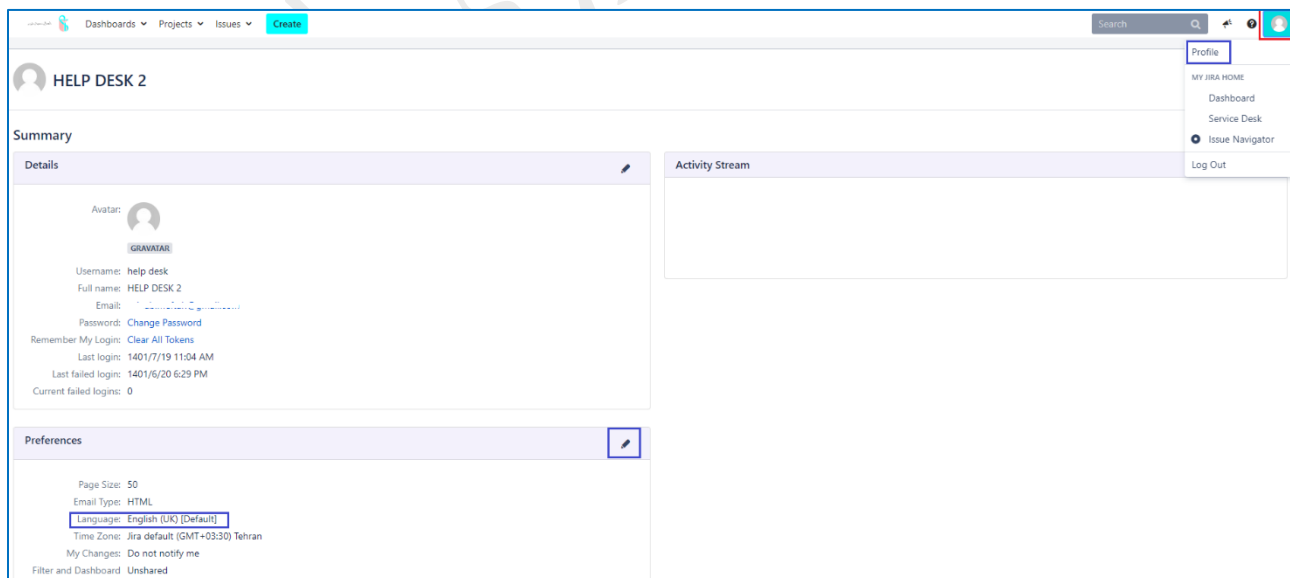 Dashboards Projects Issues Create Search
Profile
MY JIRA HOME
Dashboard
Service Desk
Issue Navigator
Log Out
HELP DESK 2
Summary
Details
Avatar:
GRAVATAR
Username: help desk
Full name: HELP DESK 2
Email:
Password: Change Password
Remember My Login: Clear All Tokens
Last login: 1401/7/19 11:04 AM
Last failed login: 1401/6/20 6:29 PM
Current failed logins: 0
Activity Stream
Preferences
Page Size: 50
Email Type: HTML
Language: English (UK) [Default]
Time Zone: Jira default (GMT+03:30) Tehran
My Changes: Do not notify me
Filter and Dashboard Unshared